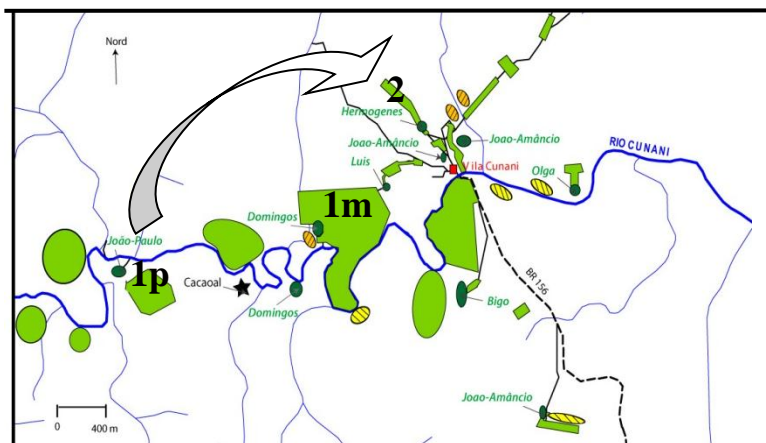 Nord
2
Hermogenes
Joao-Amâncio
Joao-Amâncio
Vila Cunani
RIO CUNANI
Luis
Olga
1m
Domingos
João-Paulo
1p
Cacaoal
Domingos
BR 156
Bigo
Joao-Amâncio
0 400 m